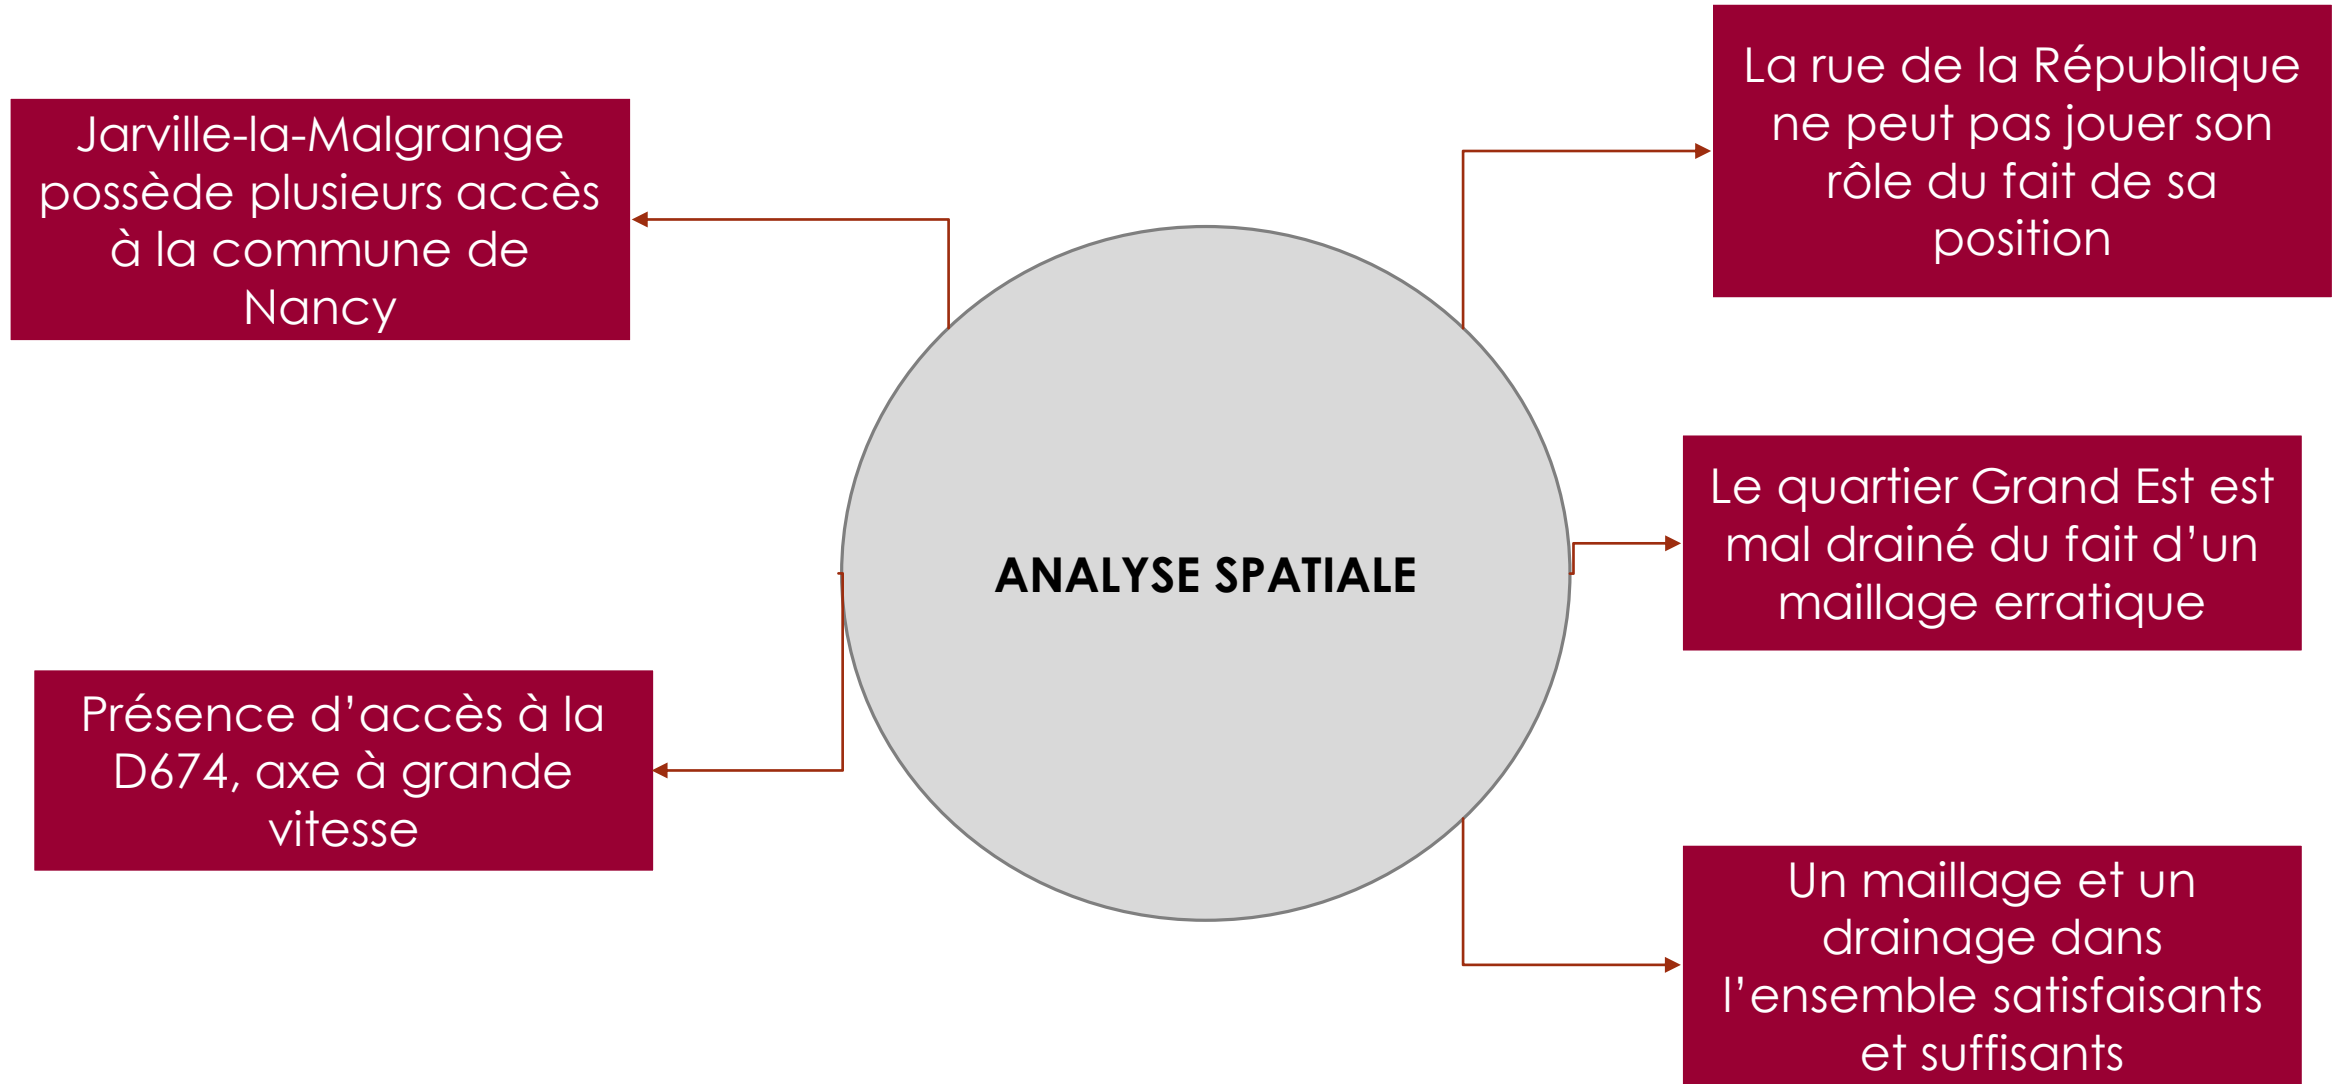 Jarville-la-Malgrange
possède plusieurs accès
à la commune de
Nancy
Présence d’accès à la
D674, axe à grande
vitesse
ANALYSE SPATIALE
La rue de la République
ne peut pas jouer son
rôle du fait de sa
position
Le quartier Grand Est est
mal drainé du fait d’un
maillage erratique
Un maillage et un
drainage dans
l’ensemble satisfaisants
et suffisants